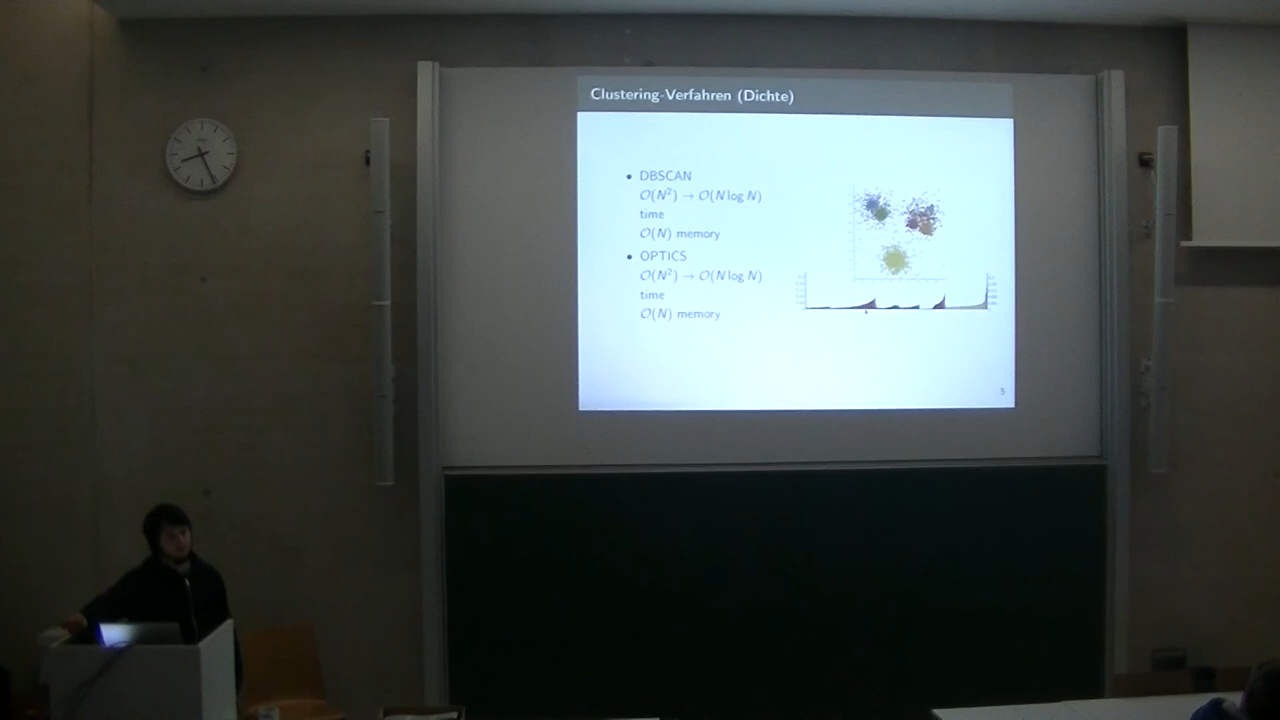 Clustering-Verfahren (Dichte)
• DBSCAN
O(N²) → O(N log N)
time
O(N) memory
• OPTICS
O(N²) → O(N log N)
time
O(N) memory
5